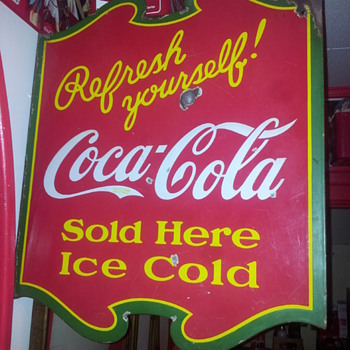 Refresh
yourself!
Coca-Cola
Sold Here
Ice Cold